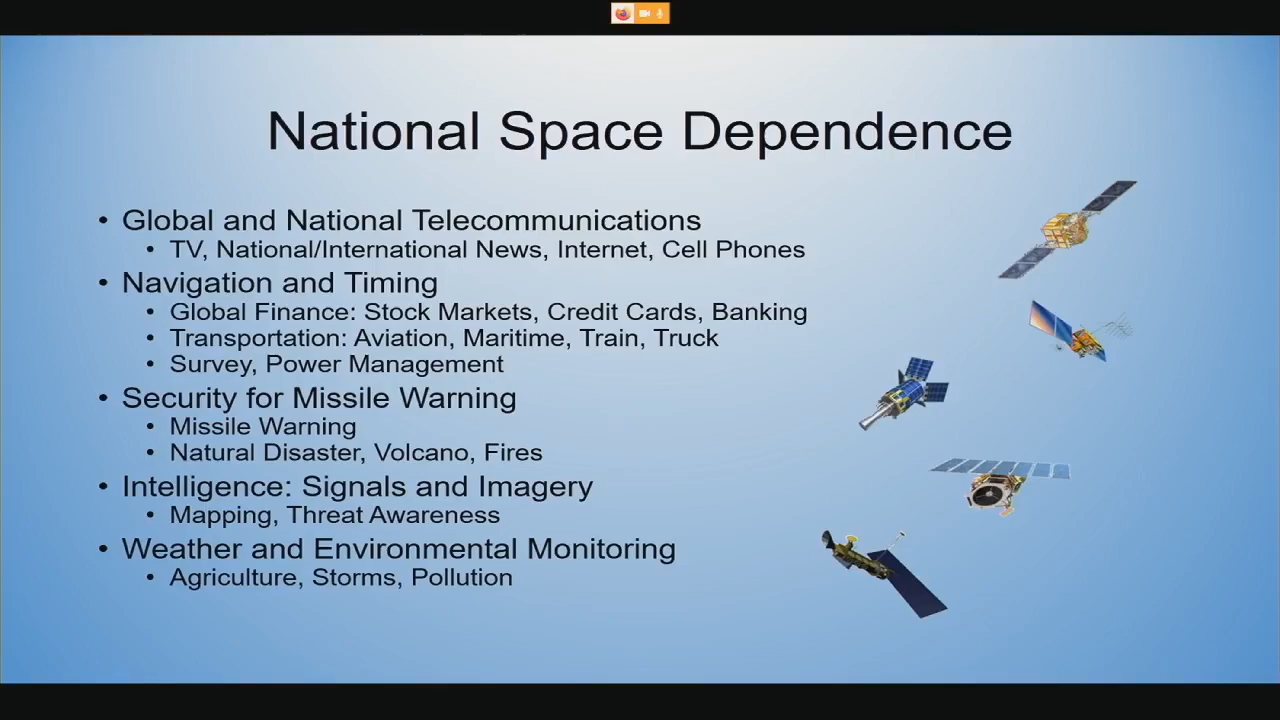 National Space Dependence
• Global and National Telecommunications
• TV, National/International News, Internet, Cell Phones
• Navigation and Timing
• Global Finance: Stock Markets, Credit Cards, Banking
• Transportation: Aviation, Maritime, Train, Truck
• Survey, Power Management
• Security for Missile Warning
• Missile Warning
• Natural Disaster, Volcano, Fires
• Intelligence: Signals and Imagery
• Mapping, Threat Awareness
• Weather and Environmental Monitoring
• Agriculture, Storms, Pollution